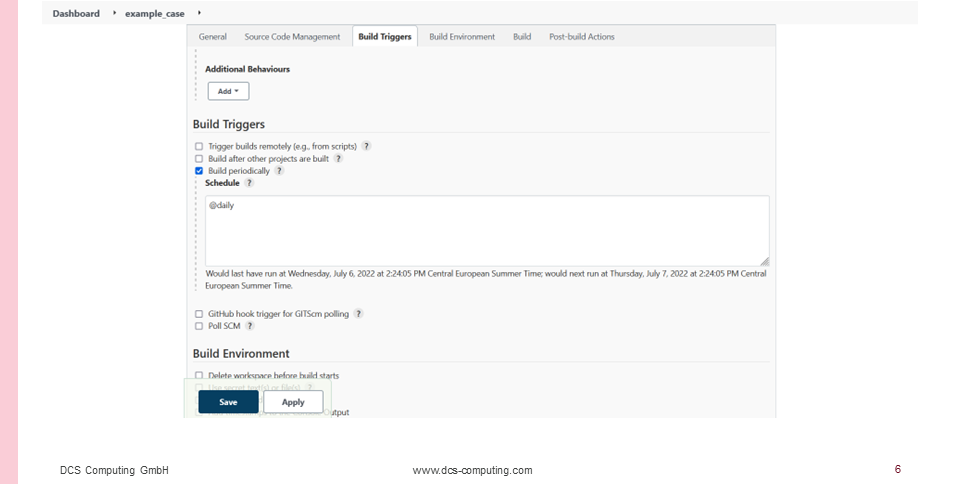 Dashboard example_case
General Source Code Management Build Triggers Build Environment Build Post-build Actions
Additional Behaviours
Add
Build Triggers
Trigger builds remotely (e.g., from scripts) ?
Build after other projects are built ?
Build periodically ?
Schedule ?
@daily
Would last have run at Wednesday, July 6, 2022 at 2:24:05 PM Central European Summer Time; would next run at Thursday, July 7, 2022 at 2:24:05 PM Central
European Summer Time.
GitHub hook trigger for GITScm polling ?
Poll SCM ?
Build Environment
Delete workspace before build starts
Use secret text(s) or file(s) ?
Output
Save Apply
DCS Computing GmbH www.dcs-computing.com 6